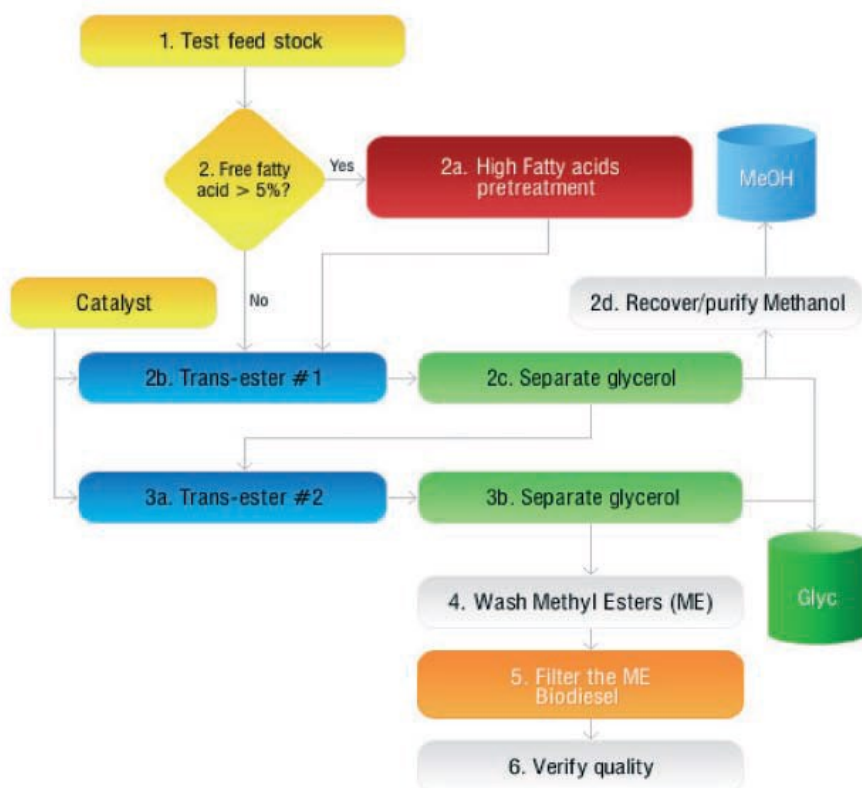 1. Test feed stock
2. Free fatty
acid > 5%?
Yes
2a. High Fatty acids
pretreatment
MeOH
Catalyst
No
2d. Recover/purify Methanol
2b. Trans-ester #1
2c. Separate glycerol
3a. Trans-ester #2
3b. Separate glycerol
4. Wash Methyl Esters (ME)
Glyc
5. Filter the ME
Biodiesel
6. Verify quality